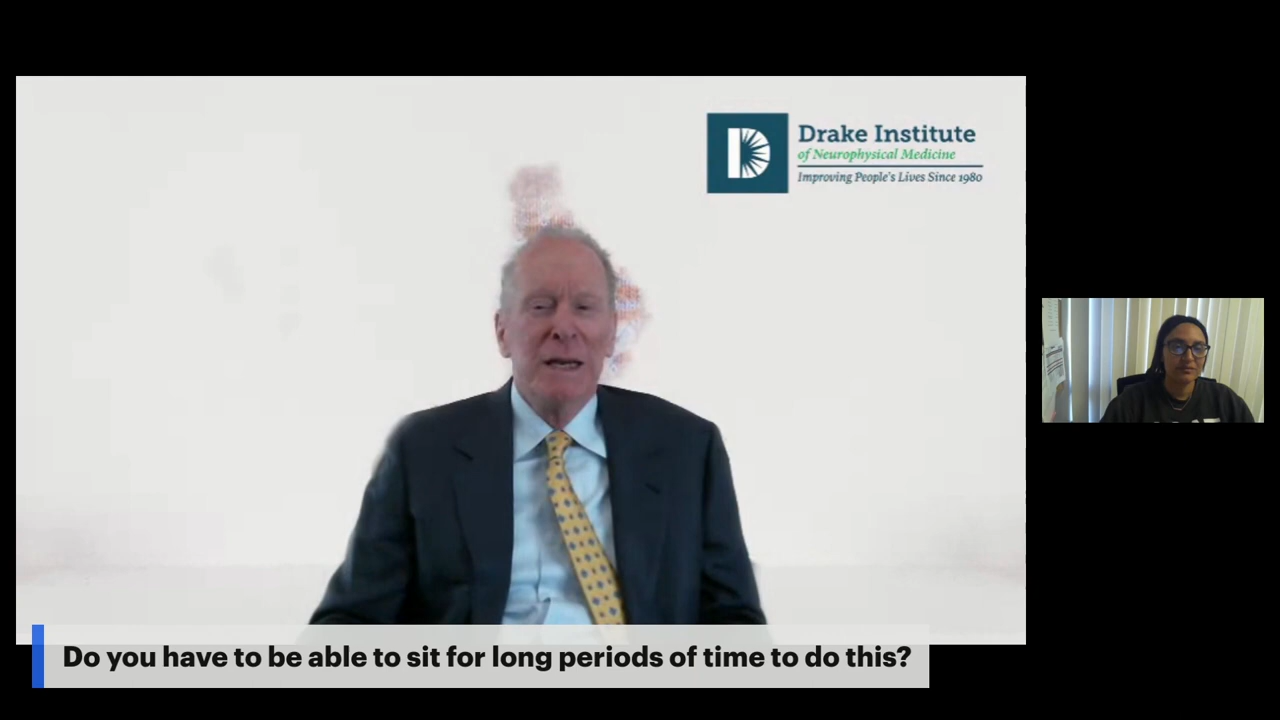 Drake Institute
of Neurophysical Medicine
Improving People's Lives Since 1980
Do you have to be able to sit for long periods of time to do this?